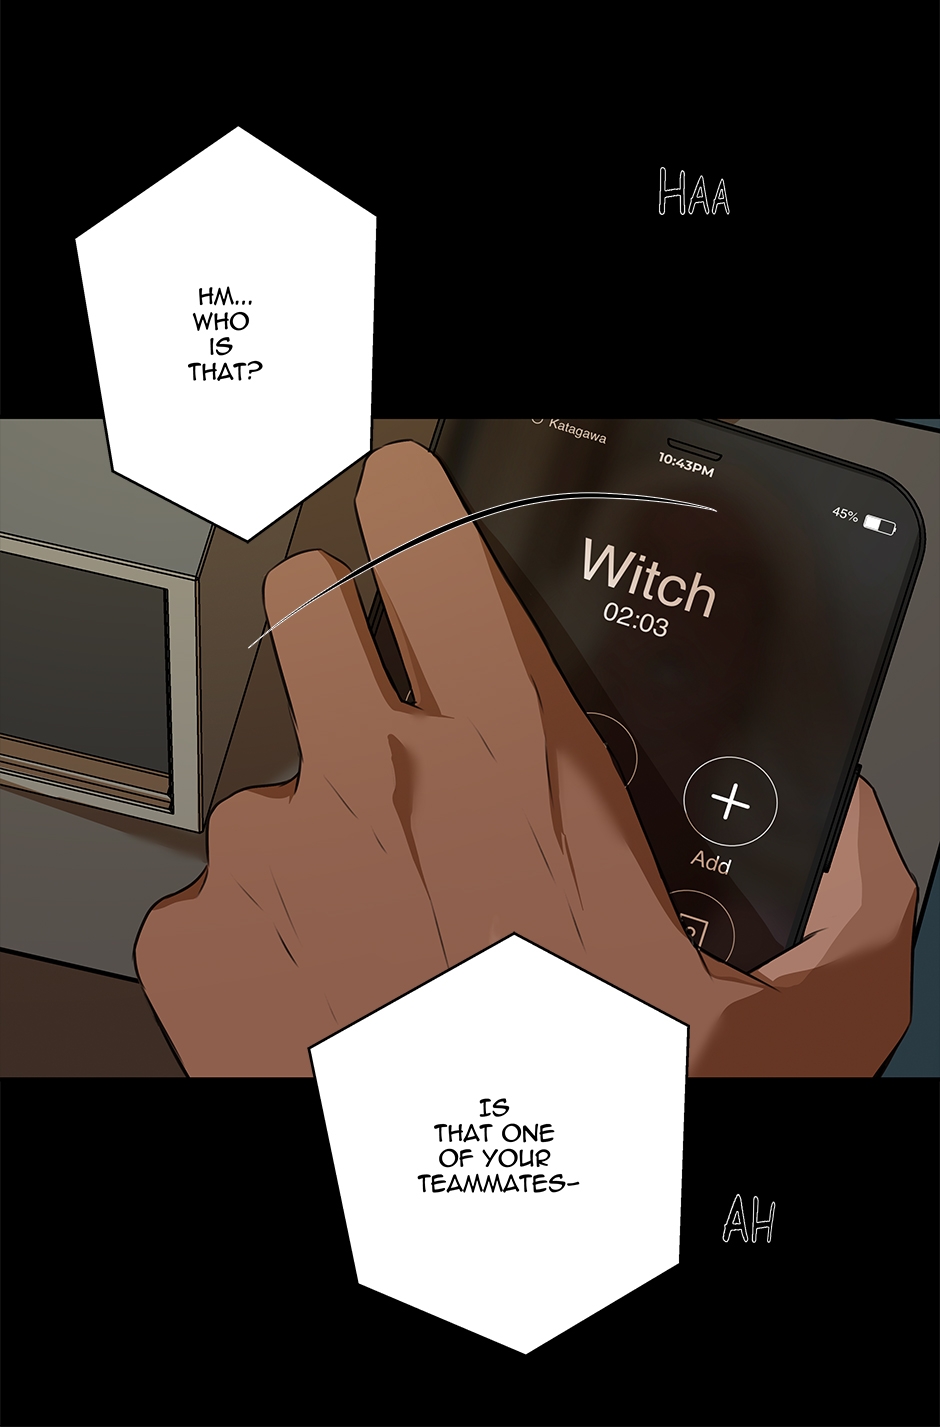 HAA
HM...
WHO
IS
THAT?
Katagawa
10:43PM
45%
Witch
02:03
Add
IS
THAT ONE
OF YOUR
TEAMMATES-
AH